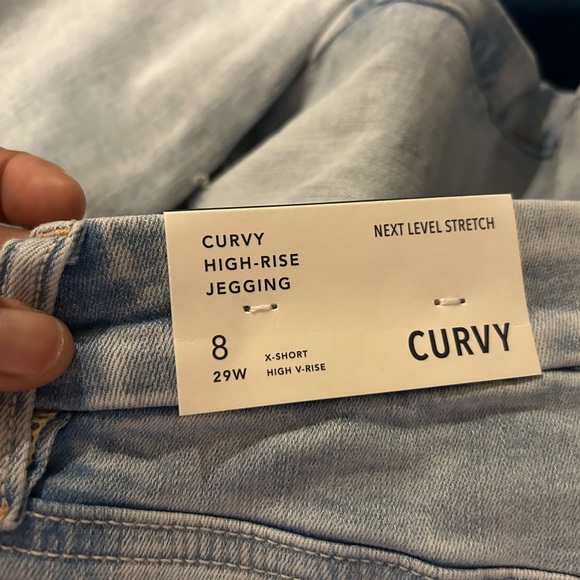 CURVY
HIGH-RISE
JEGGING
NEXT LEVEL STRETCH
8
29W
X-SHORT
HIGH V-RISE
CURVY